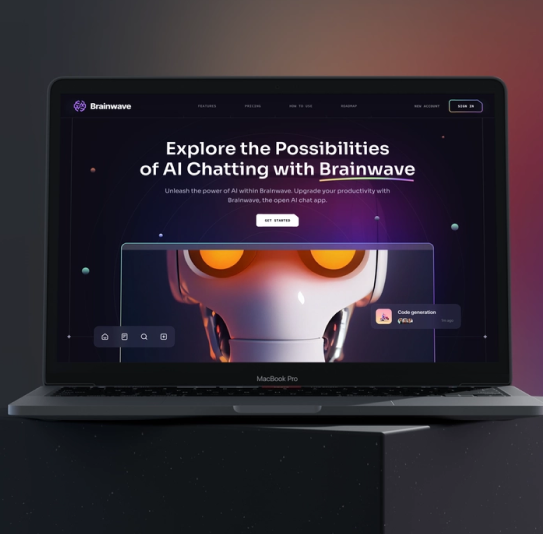 Brainwave
FEATURES PRICING HOW TO USE ROADMAP NEW ACCOUNT SIGN IN
Explore the Possibilities
of AI Chatting with Brainwave
Unleash the power of AI within Brainwave. Upgrade your productivity with
Brainwave, the open AI chat app.
GET STARTED
Code generation
MacBook Pro